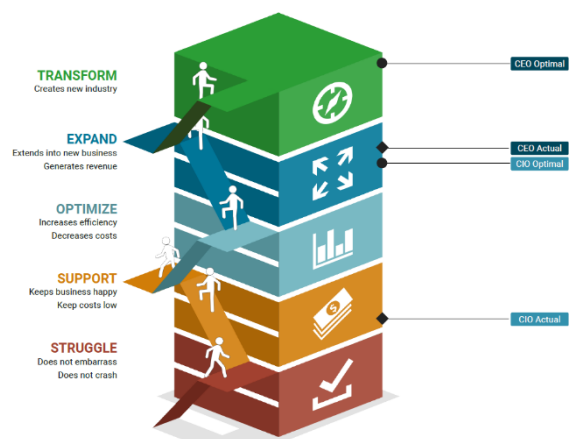 TRANSFORM
Creates new industry
CEO Optimal
EXPAND
Extends into new business
Generates revenue
CEO Actual
CIO Optimal
OPTIMIZE
Increases efficiency
Decreases costs
SUPPORT
Keeps business happy
Keep costs low
$
CIO Actual
STRUGGLE
Does not embarrass
Does not crash